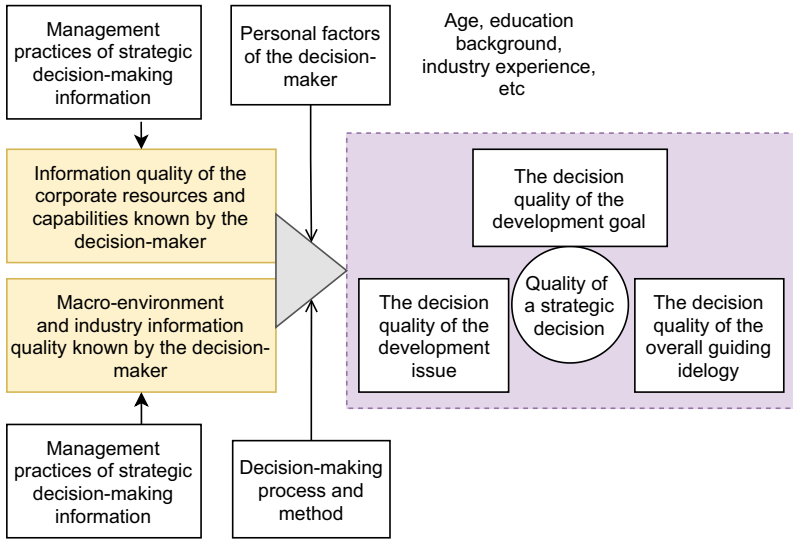 Management
practices of strategic
decision-making
information
Personal factors
of the decision-
maker
Age, education
background,
industry experience,
etc
Information quality of the
corporate resources and
capabilities known by the
decision-maker
Macro-environment
and industry information
quality known by the decision-
maker
The decision
quality of the
development goal
Quality of
a strategic
decision
The decision
quality of the
development
issue
The decision
quality of the
overall guiding
idelogy
Management
practices of strategic
decision-making
information
Decision-making
process and
method